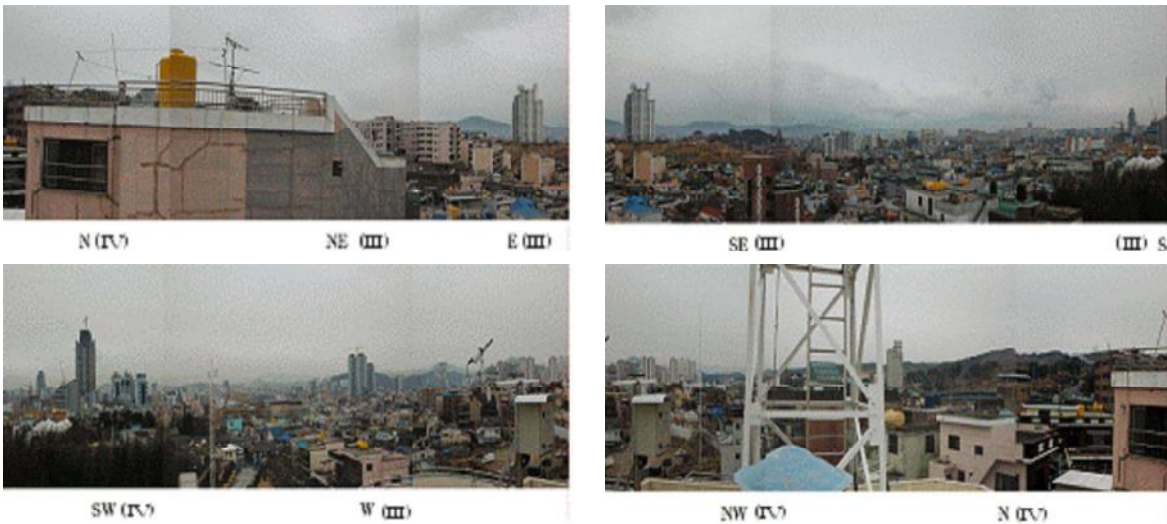 N (IV)
NE (III)
E (III)
SE (III)
(III) S
SW (IV)
W (III)
NW (IV)
N (IV)